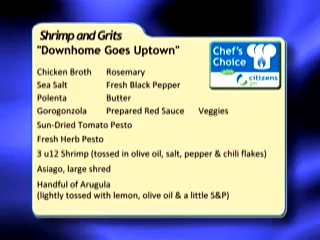 Shrimp and Grits
"Downhome Goes Uptown"
Chef's
Choice
with
citizens
Chicken Broth Rosemary
Sea Salt Fresh Black Pepper
Polenta Butter
Gorogonzola Prepared Red Sauce Veggies
Sun-Dried Tomato Pesto
Fresh Herb Pesto
3 u12 Shrimp (tossed in olive oil, salt, pepper & chili flakes)
Asiago, large shred
Handful of Arugula
(lightly tossed with lemon, olive oil & a little S&P)